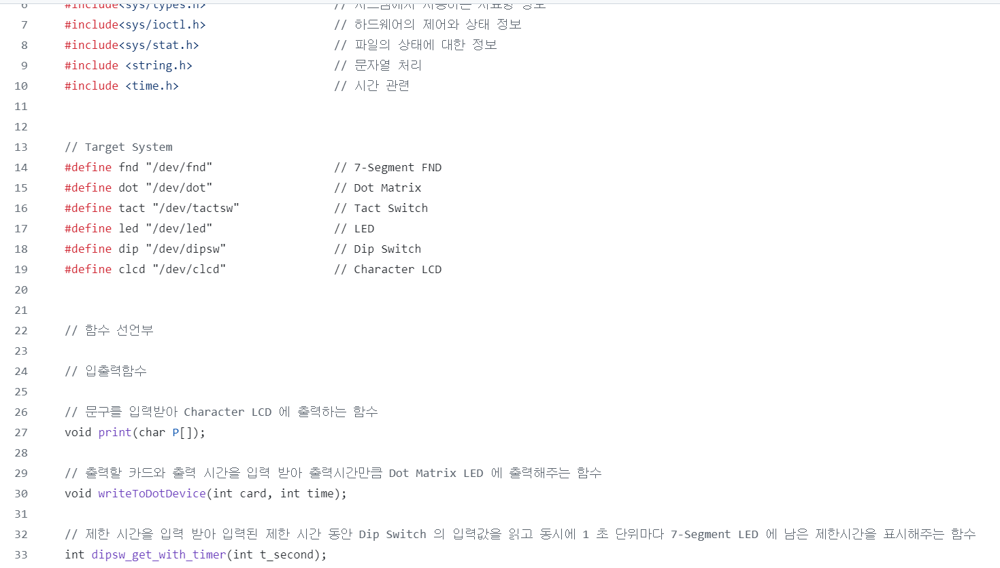 6 #include<sys/types.h> // 시스템에서 사용하는 자료형 정보
7 #include<sys/ioctl.h> // 하드웨어의 제어와 상태 정보
8 #include<sys/stat.h> // 파일의 상태에 대한 정보
9 #include <string.h> // 문자열 처리
10 #include <time.h> // 시간 관련
11
12
13 // Target System
14 #define fnd "/dev/fnd" // 7-Segment FND
15 #define dot "/dev/dot" // Dot Matrix
16 #define tact "/dev/tactsw" // Tact Switch
17 #define led "/dev/led" // LED
18 #define dip "/dev/dipsw" // Dip Switch
19 #define clcd "/dev/clcd" // Character LCD
20
21
22 // 함수 선언부
23
24 // 입출력함수
25
26 // 문구를 입력받아 Character LCD 에 출력하는 함수
27 void print(char P[]);
28
29 // 출력할 카드와 출력 시간을 입력 받아 출력시간만큼 Dot Matrix LED 에 출력해주는 함수
30 void writeToDotDevice(int card, int time);
31
32 // 제한 시간을 입력 받아 입력된 제한 시간 동안 Dip Switch 의 입력값을 읽고 동시에 1 초 단위마다 7-Segment LED 에 남은 제한시간을 표시해주는 함수
33 int dipsw_get_with_timer(int t_second);